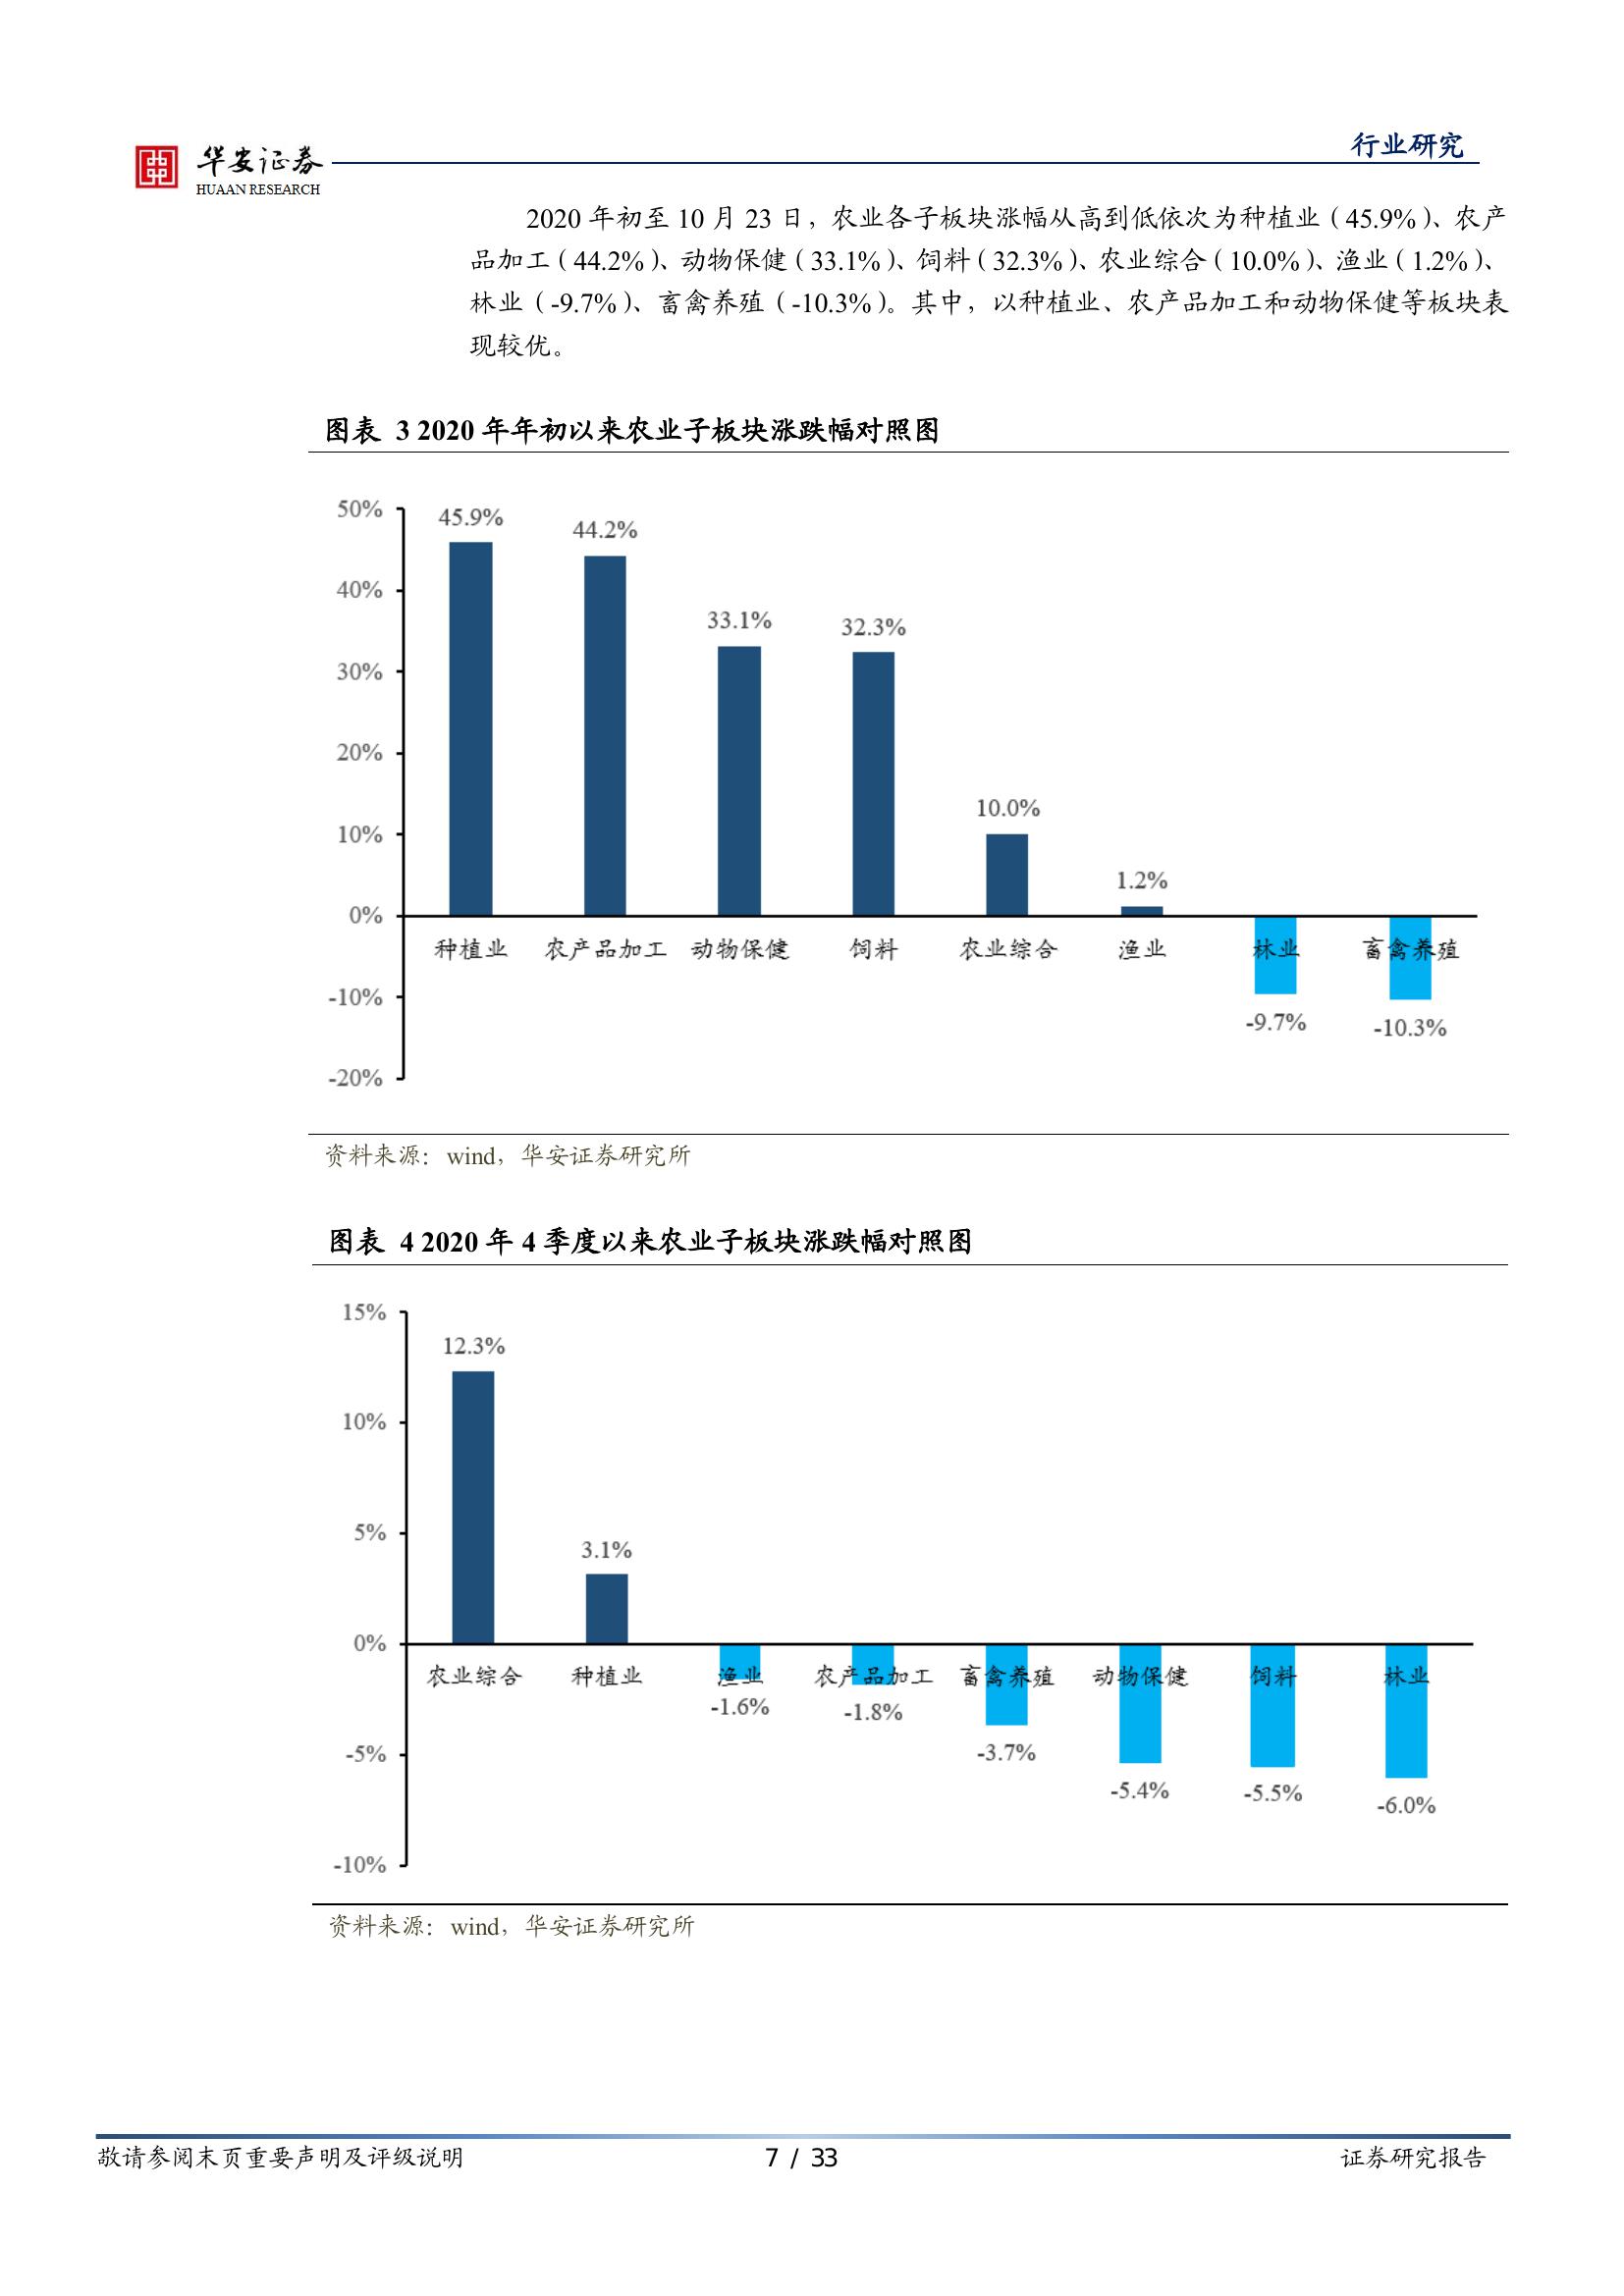 华安证券
HUAAN RESEARCH
行业研究
2020 年初至 10 月 23 日，农业各子板块涨幅从高到低依次为种植业（45.9%）、农产
品加工（44.2%）、动物保健（33.1%）、饲料（32.3%）、农业综合（10.0%）、渔业（1.2%）、
林业（-9.7%）、畜禽养殖（-10.3%）。其中，以种植业、农产品加工和动物保健等板块表
现较优。
图表 3 2020 年年初以来农业子板块涨跌幅对照图
50%
40%
30%
20%
10%
0%
-10%
-20%
45.9%
44.2%
33.1%
32.3%
10.0%
1.2%
-9.7%
-10.3%
种植业
农产品加工
动物保健
饲料
农业综合
渔业
林业
畜禽养殖
资料来源：wind，华安证券研究所
图表 4 2020 年 4 季度以来农业子板块涨跌幅对照图
15%
10%
5%
0%
-5%
-10%
12.3%
3.1%
-1.6%
-1.8%
-3.7%
-5.4%
-5.5%
-6.0%
农业综合
种植业
渔业
农产品加工
畜禽养殖
动物保健
饲料
林业
资料来源：wind，华安证券研究所
敬请参阅末页重要声明及评级说明
7 / 33
证券研究报告